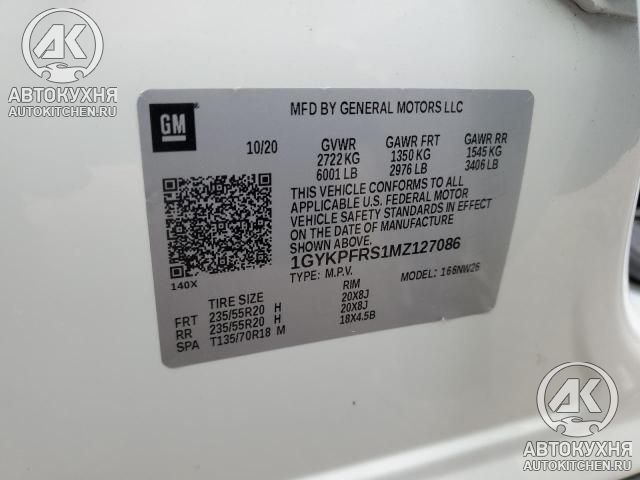 AK
АВТОКУХНЯ
AUTOKITCHEN.RU
GM
MFD BY GENERAL MOTORS LLC
10/20 GVWR GAWR FRT GAWR RR
2722 KG 1350 KG 1545 KG
6001 LB 2976 LB 3406 LB
THIS VEHICLE CONFORMS TO ALL
APPLICABLE U.S. FEDERAL MOTOR
VEHICLE SAFETY STANDARDS IN EFFECT
ON THE DATE OF MANUFACTURE
SHOWN ABOVE.
1GYKPFRS1MZ127086
TYPE: M.P.V. MODEL: 166NW26
140X
TIRE SIZE RIM
FRT 235/55R20 H 20X8J
RR 235/55R20 H 20X8J
SPA T135/70R18 M 18X4.5B
AK
АВТОКУХНЯ
AUTOKITCHEN.RU